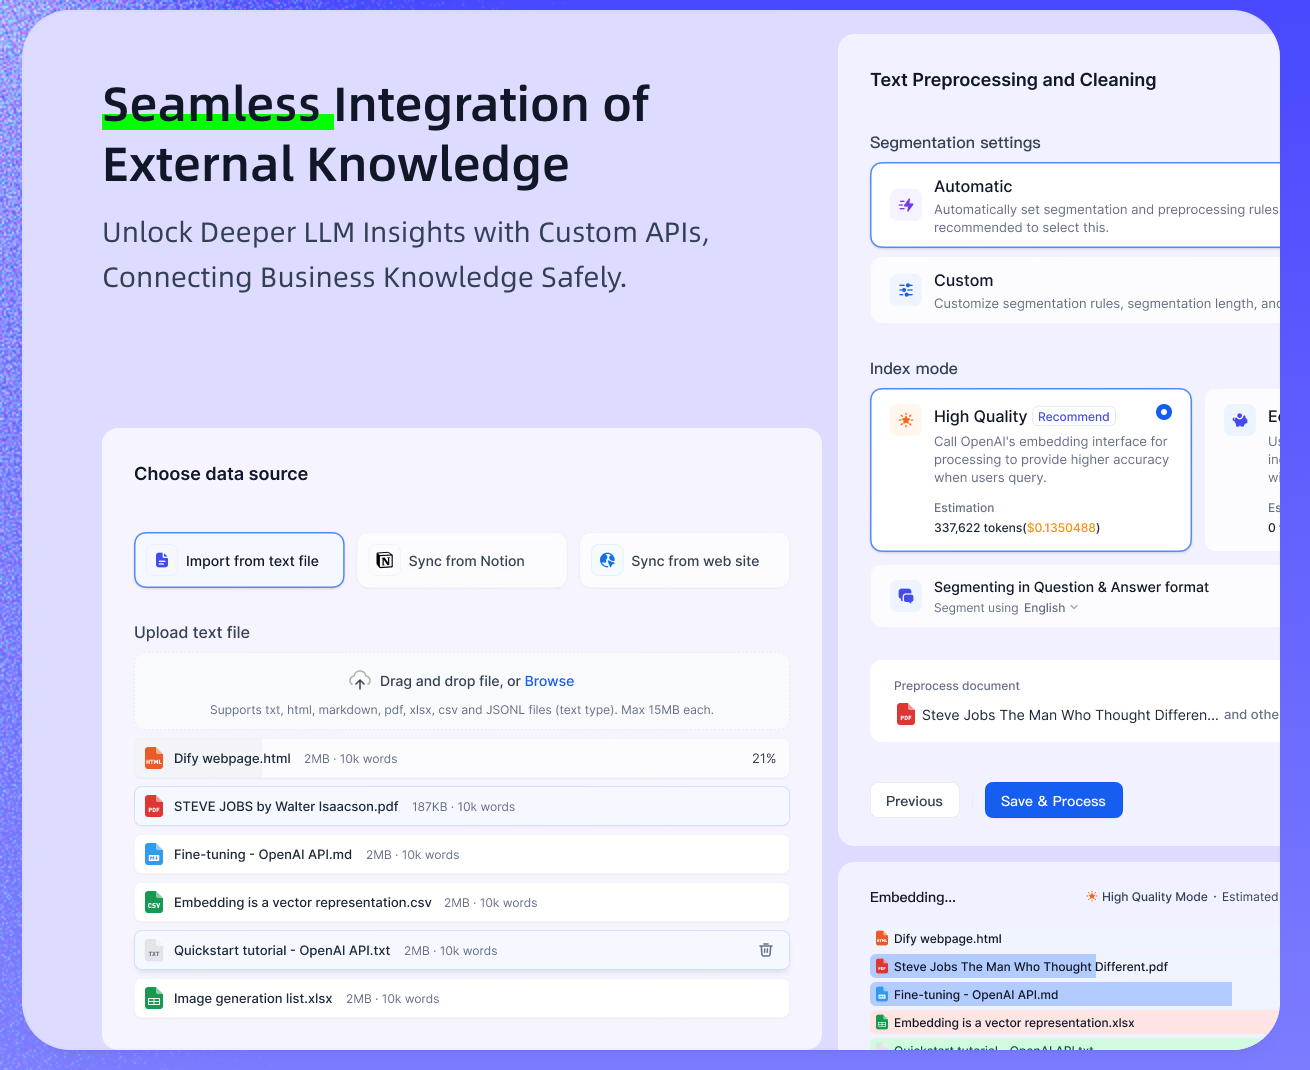 Seamless Integration of
External Knowledge
Unlock Deeper LLM Insights with Custom APIs,
Connecting Business Knowledge Safely.
Choose data source
Import from text file
Sync from Notion
Sync from web site
Upload text file
Drag and drop file, or Browse
Supports txt, html, markdown, pdf, xlsx, csv and JSONL files (text type). Max 15MB each.
HTML Dify webpage.html 2MB · 10k words 21%
PDF STEVE JOBS by Walter Isaacson.pdf 187KB · 10k words
Fine-tuning - OpenAI API.md 2MB · 10k words
CSV Embedding is a vector representation.csv 2MB · 10k words
TXT Quickstart tutorial - OpenAI API.txt 2MB · 10k words
Image generation list.xlsx 2MB · 10k words
Text Preprocessing and Cleaning
Segmentation settings
Automatic
Automatically set segmentation and preprocessing rules
recommended to select this.
Custom
Customize segmentation rules, segmentation length, and
Index mode
High Quality Recommend
Call OpenAI's embedding interface for
processing to provide higher accuracy
when users query.
Estimation
337,622 tokens($0.1350488)
0
Segmenting in Question & Answer format
Segment using English
Preprocess document
PDF Steve Jobs The Man Who Thought Differen... and othe
Previous
Save & Process
Embedding... High Quality Mode · Estimated
Dify webpage.html
Steve Jobs The Man Who Thought Different.pdf
Fine-tuning - OpenAI API.md
Embedding is a vector representation.xlsx
Quickstart tutorial - OpenAI API.txt